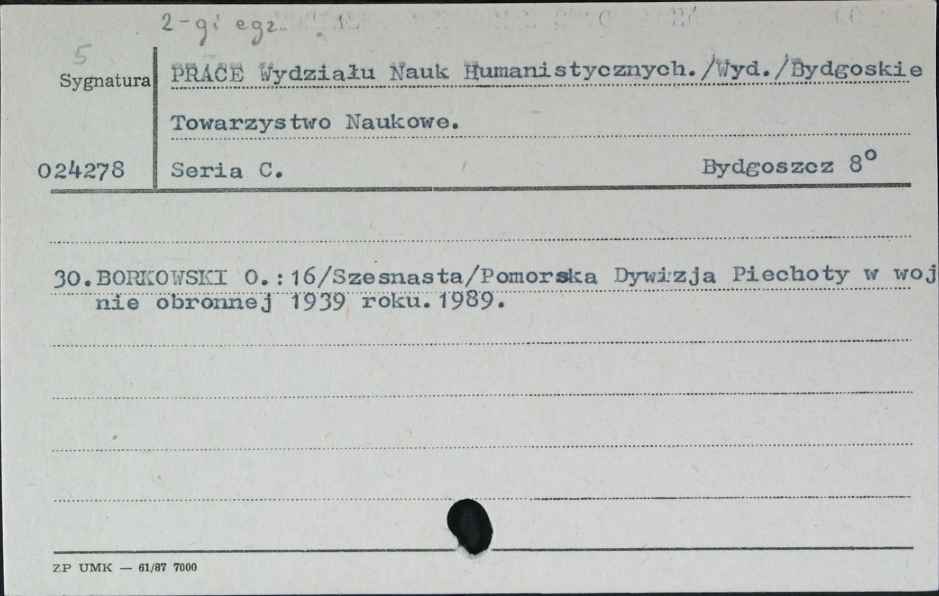 2-gi egz.
5
Sygnatura
PRACE Wydziału Nauk Humanistycznych./Wyd./Bydgoskie
Towarzystwo Naukowe.
024278
Seria C. Bydgoszcz 8°
30.BORKOWSKI O.:16/Szesnasta/Pomorska Dywizja Piechoty w woj
nie obronnej 1939 roku.1989.
ZP UMK — 61/87 7000